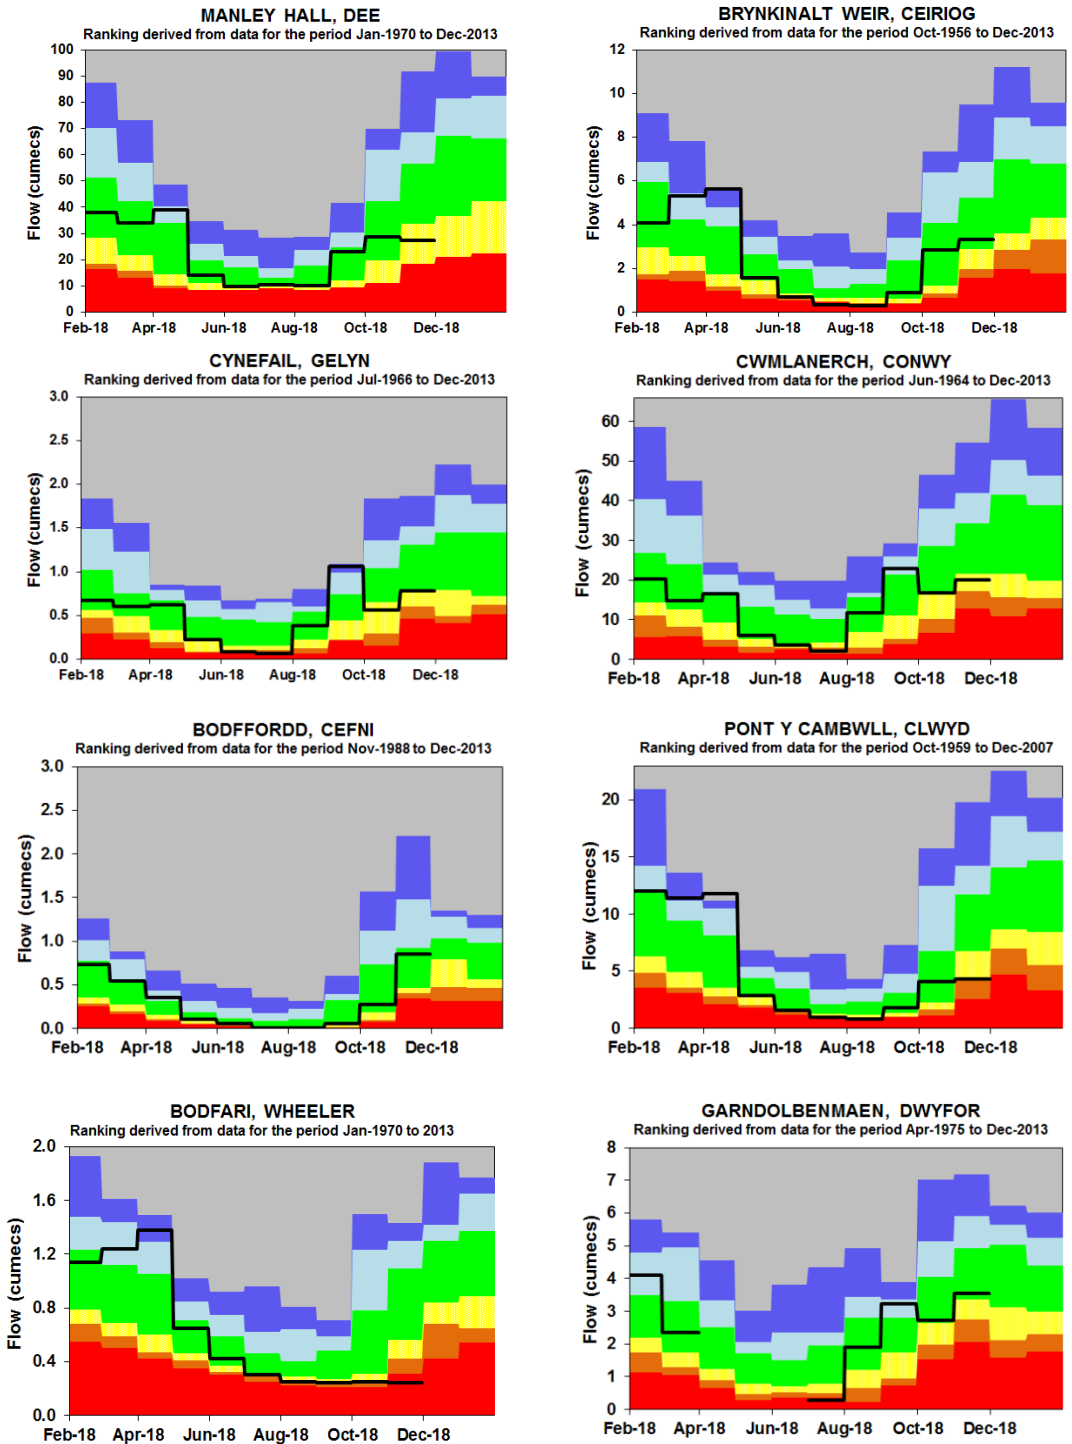 MANLEY HALL, DEE
Ranking derived from data for the period Jan-1970 to Dec-2013
100
90
80
70
60
50
40
30
20
10
0
Flow (cumecs)
Feb-18 Apr-18 Jun-18 Aug-18 Oct-18 Dec-18
BRYNKINALT WEIR, CEIRIOG
Ranking derived from data for the period Oct-1956 to Dec-2013
12
10
8
6
4
2
0
Flow (cumecs)
Feb-18 Apr-18 Jun-18 Aug-18 Oct-18 Dec-18
CYNEFAIL, GELYN
Ranking derived from data for the period Jul-1966 to Dec-2013
3.0
2.5
2.0
1.5
1.0
0.5
0.0
Flow (cumecs)
Feb-18 Apr-18 Jun-18 Aug-18 Oct-18 Dec-18
CWMLANERCH, CONWY
Ranking derived from data for the period Jun-1964 to Dec-2013
60
50
40
30
20
10
0
Flow (cumecs)
Feb-18 Apr-18 Jun-18 Aug-18 Oct-18 Dec-18
BODFFORDD, CEFNI
Ranking derived from data for the period Nov-1988 to Dec-2013
3.0
2.5
2.0
1.5
1.0
0.5
0.0
Flow (cumecs)
Feb-18 Apr-18 Jun-18 Aug-18 Oct-18 Dec-18
PONT Y CAMBWLL, CLWYD
Ranking derived from data for the period Oct-1959 to Dec-2007
20
15
10
5
0
Flow (cumecs)
Feb-18 Apr-18 Jun-18 Aug-18 Oct-18 Dec-18
BODFARI, WHEELER
Ranking derived from data for the period Jan-1970 to 2013
2.0
1.6
1.2
0.8
0.4
0.0
Flow (cumecs)
Feb-18 Apr-18 Jun-18 Aug-18 Oct-18 Dec-18
GARNDOLBENMAEN, DWYFOR
Ranking derived from data for the period Apr-1975 to Dec-2013
8
7
6
5
4
3
2
1
0
Flow (cumecs)
Feb-18 Apr-18 Jun-18 Aug-18 Oct-18 Dec-18